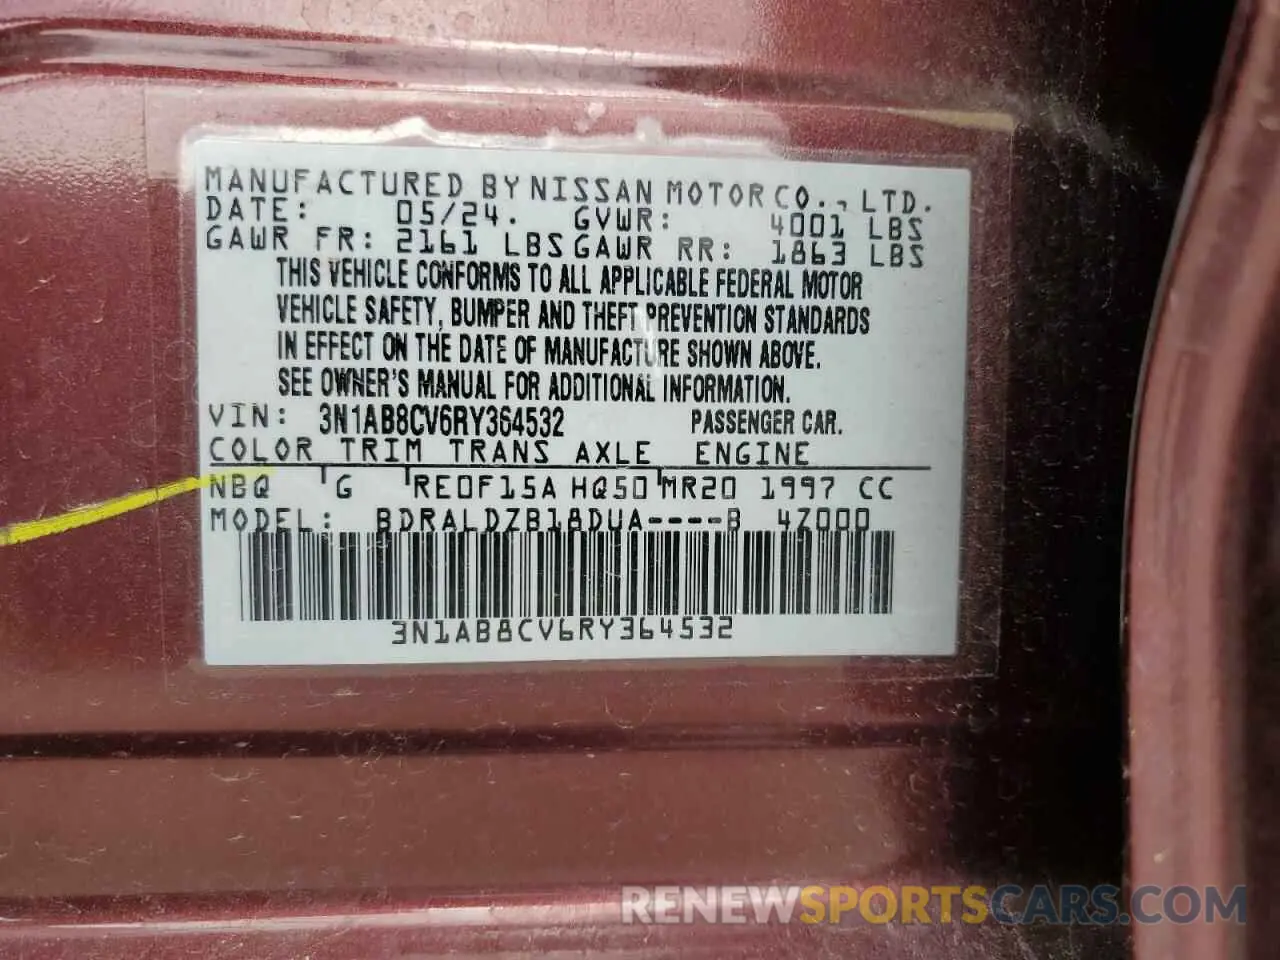 MANUFACTURED BY NISSAN MOTOR CO., LTD.
DATE: 05/24. GVWR: 4001 LBS
GAWR FR: 2161 LBS GAWR RR: 1863 LBS
THIS VEHICLE CONFORMS TO ALL APPLICABLE FEDERAL MOTOR
VEHICLE SAFETY, BUMPER AND THEFT PREVENTION STANDARDS
IN EFFECT ON THE DATE OF MANUFACTURE SHOWN ABOVE.
SEE OWNER'S MANUAL FOR ADDITIONAL INFORMATION.
VIN: 3N1AB8CV6RY364532 PASSENGER CAR.
COLOR TRIM TRANS AXLE ENGINE
NBQ G RE0F15A HQ50 MR20 1997 CC
MODEL: BDRALDZB18DUA----B 4Z000
3N1AB8CV6RY364532
RENEWSPORTSCARS.COM